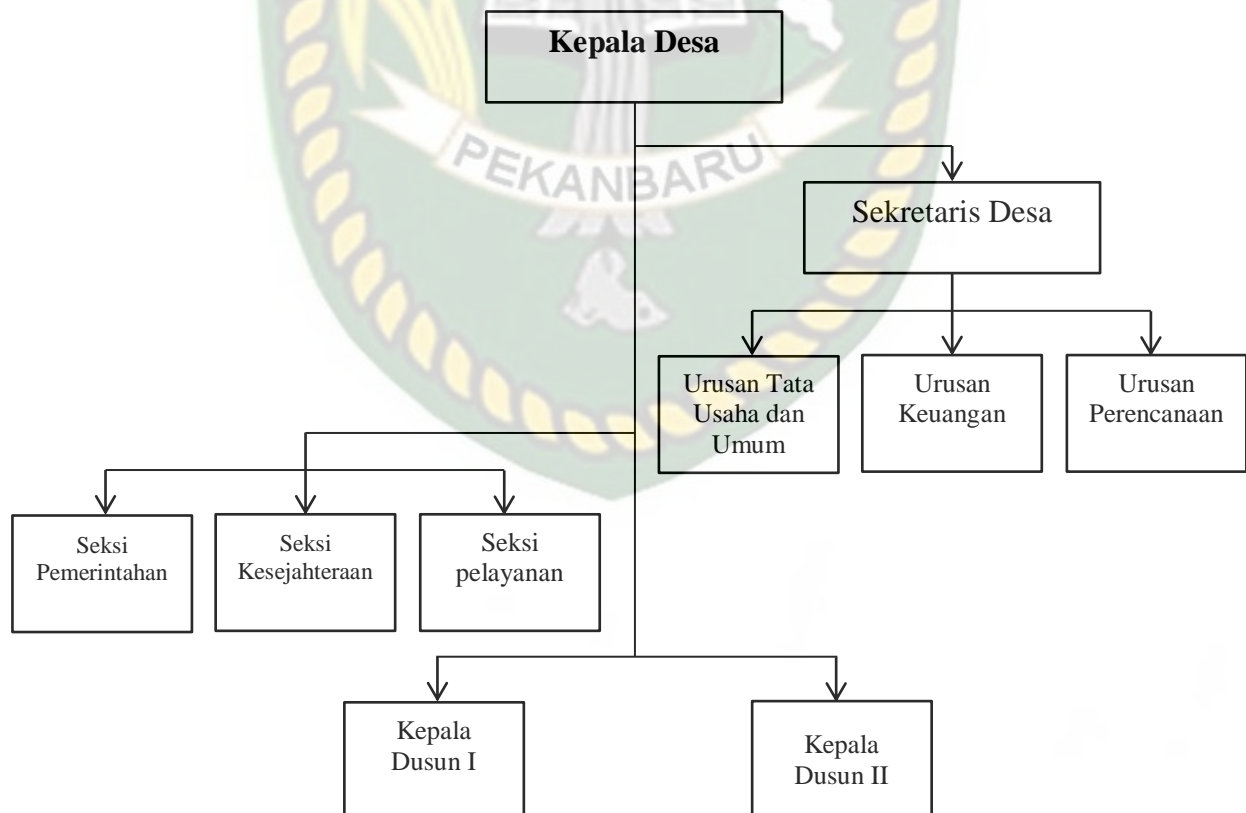 Kepala Desa
PEKANBARU
Sekretaris Desa
Urusan Tata
Usaha dan
Umum
Urusan
Keuangan
Urusan
Perencanaan
Seksi
Pemerintahan
Seksi
Kesejahteraan
Seksi
pelayanan
Kepala
Dusun I
Kepala
Dusun II